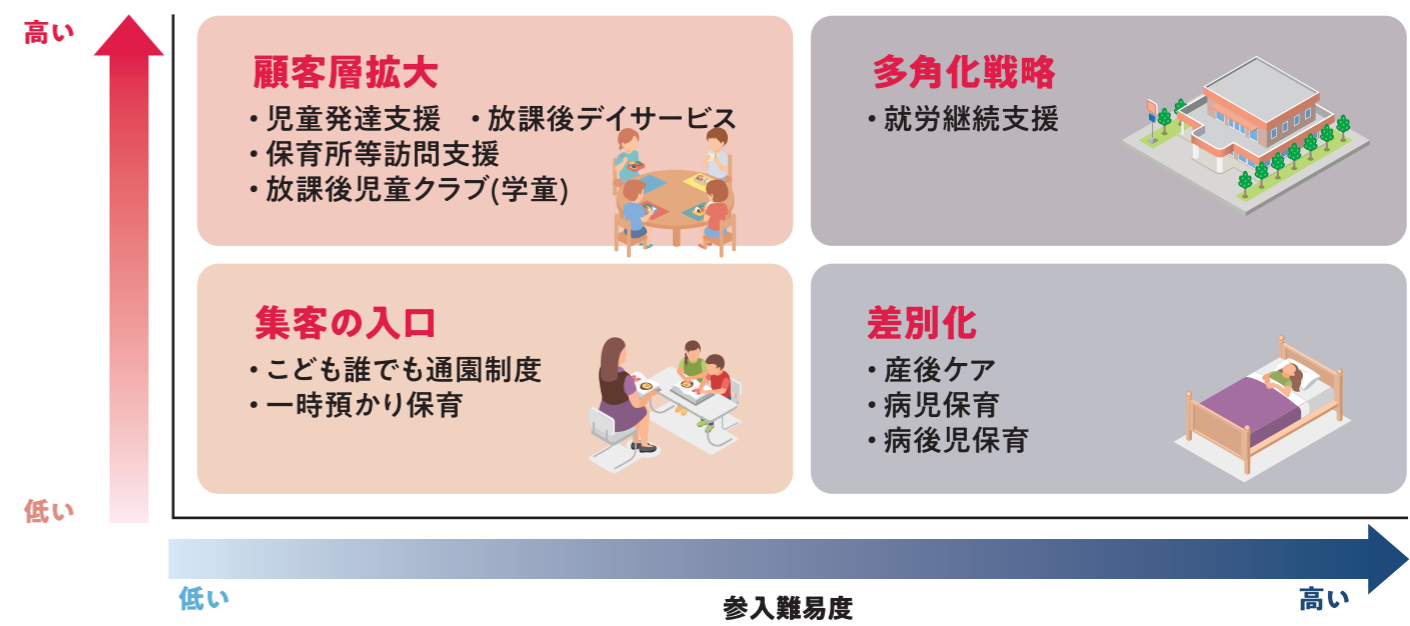 高い
顧客層拡大
・児童発達支援 ・放課後デイサービス
・保育所等訪問支援
・放課後児童クラブ(学童)
多角化戦略
・就労継続支援
集客の入口
・こども誰でも通園制度
・一時預かり保育
差別化
・産後ケア
・病児保育
・病後児保育
低い
低い
参入難易度
高い